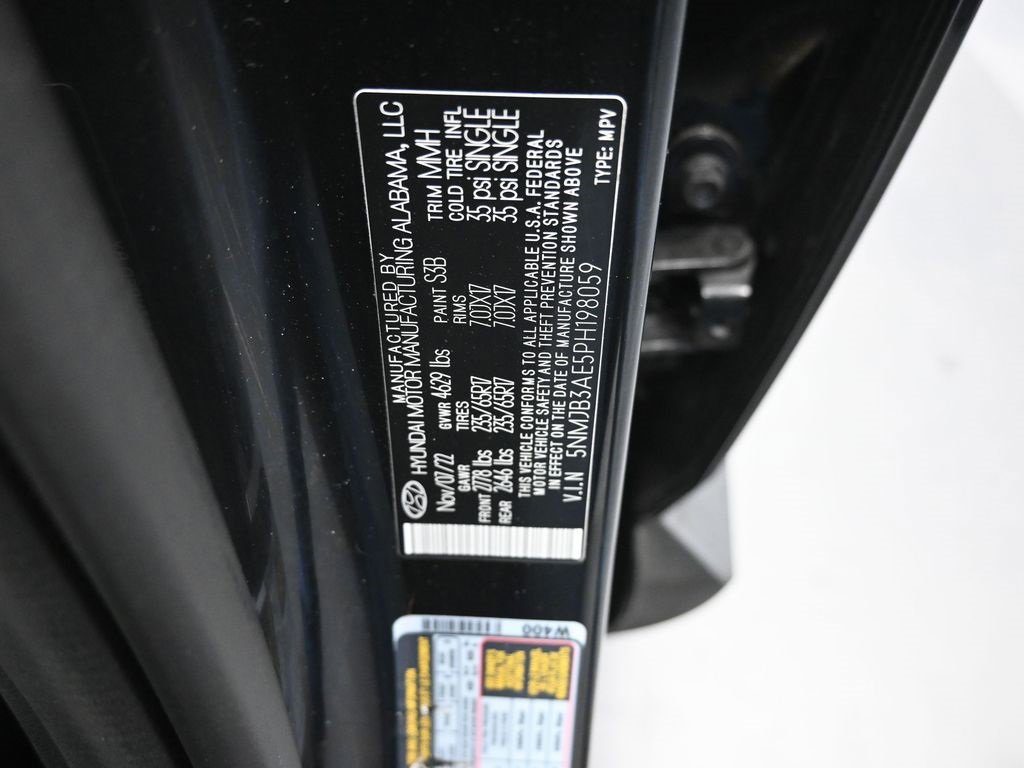 MANUFACTURED BY
HYUNDAI MOTOR MANUFACTURING ALABAMA, LLC
Nov/07/22 GVWR 4629 lbs PAINT S3B TRIM MMH
GAWR TIRES RIMS COLD TIRE INFL
FRONT 2778 lbs 235/65R17 7.0JX17 35 psi SINGLE
REAR 2646 lbs 235/65R17 7.0JX17 35 psi SINGLE
THIS VEHICLE CONFORMS TO ALL APPLICABLE U.S.A. FEDERAL
MOTOR VEHICLE SAFETY AND THEFT PREVENTION STANDARDS
IN EFFECT ON THE DATE OF MANUFACTURE SHOWN ABOVE
V.I.N 5NMJB3AE5PH198059 TYPE: MPV
W400